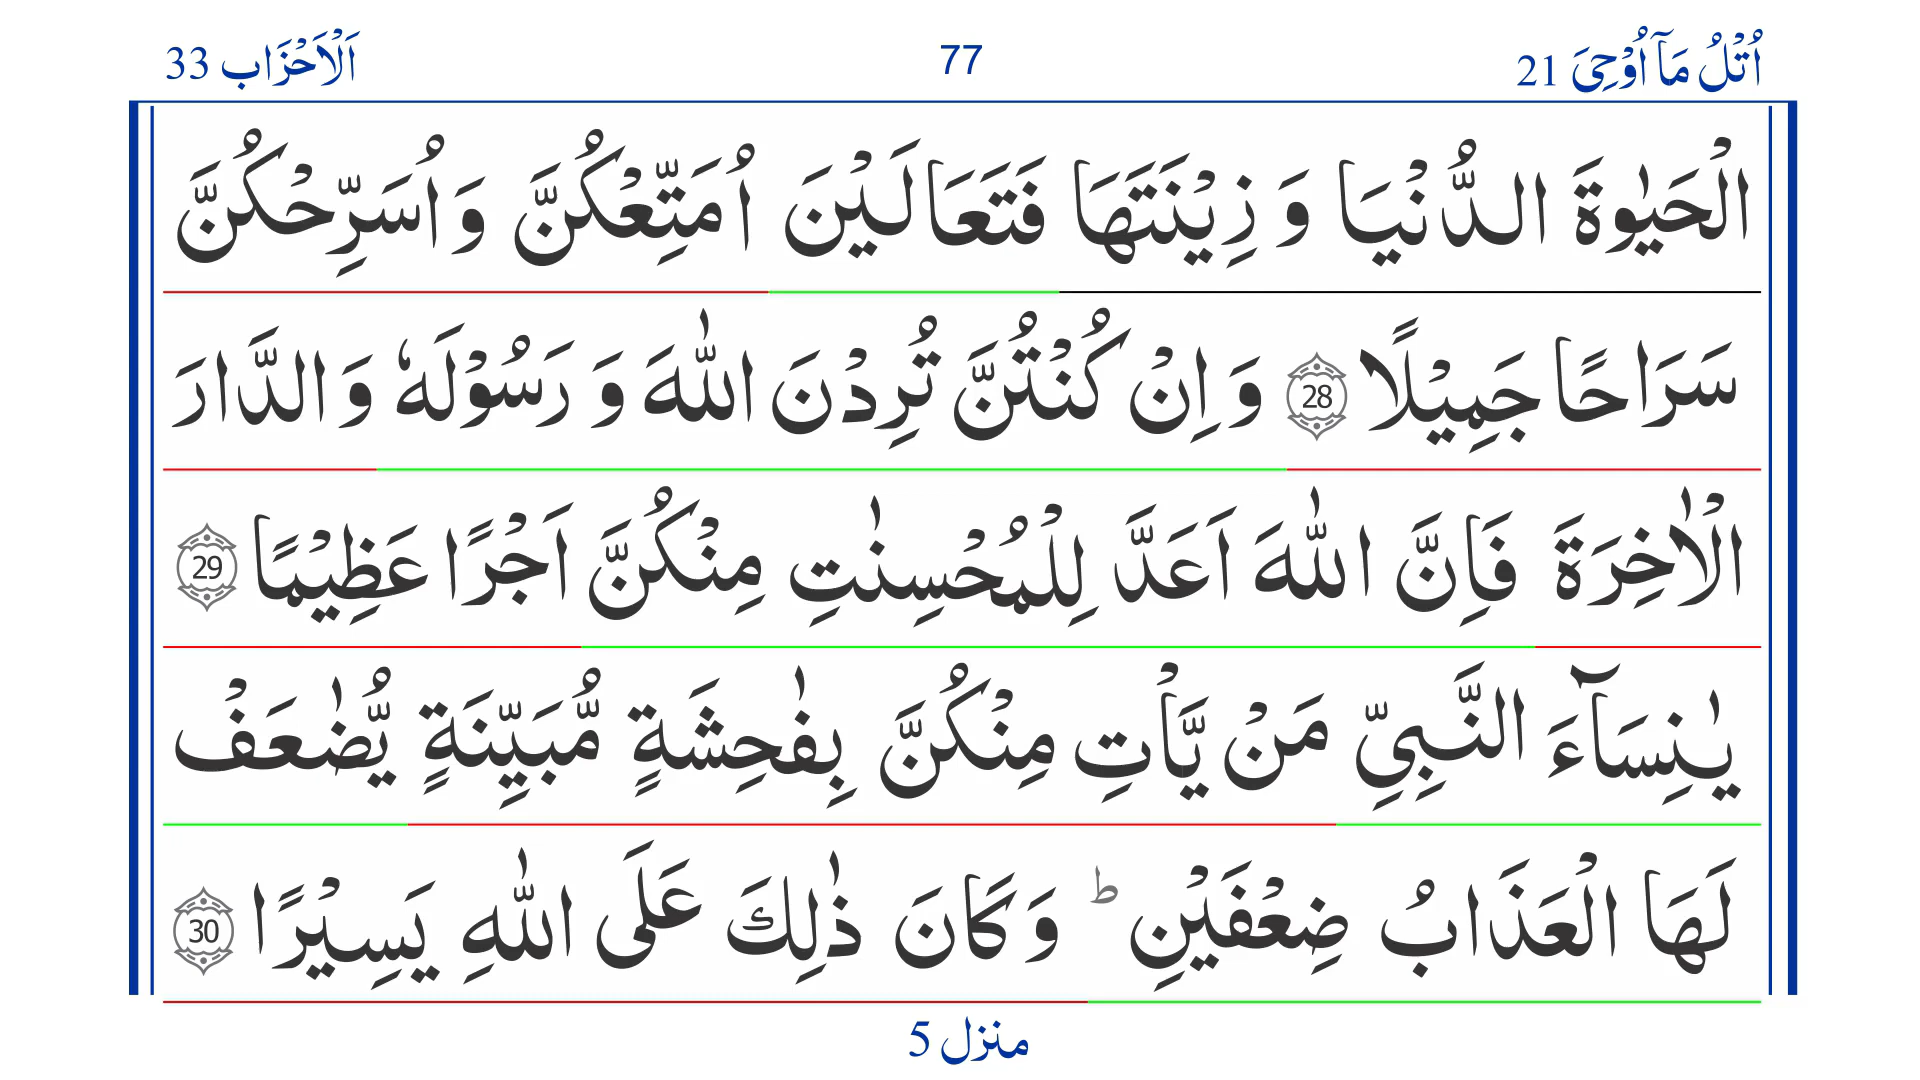 اُتْلُ مَآ اُوْحِیَ 21
77
اَلْاَحْزَاب 33
الْحَیٰوةَ الدُّنْیَا وَ زِیْنَتَهَا فَتَعَالَیْنَ اُمَتِّعْكُنَّ وَ اُسَرِّحْكُنَّ
سَرَاحًا جَمِیْلًا 28 وَ اِنْ كُنْتُنَّ تُرِدْنَ اللّٰهَ وَ رَسُوْلَهٗ وَ الدَّارَ
الْاٰخِرَةَ فَاِنَّ اللّٰهَ اَعَدَّ لِلْمُحْسِنٰتِ مِنْكُنَّ اَجْرًا عَظِیْمًا 29
یٰنِسَآءَ النَّبِیِّ مَنْ یَّاْتِ مِنْكُنَّ بِفٰحِشَةٍ مُّبَیِّنَةٍ یُّضٰعَفْ
لَهَا الْعَذَابُ ضِعْفَیْنِ ؕ وَ كَانَ ذٰلِكَ عَلَی اللّٰهِ یَسِیْرًا 30
منزل 5